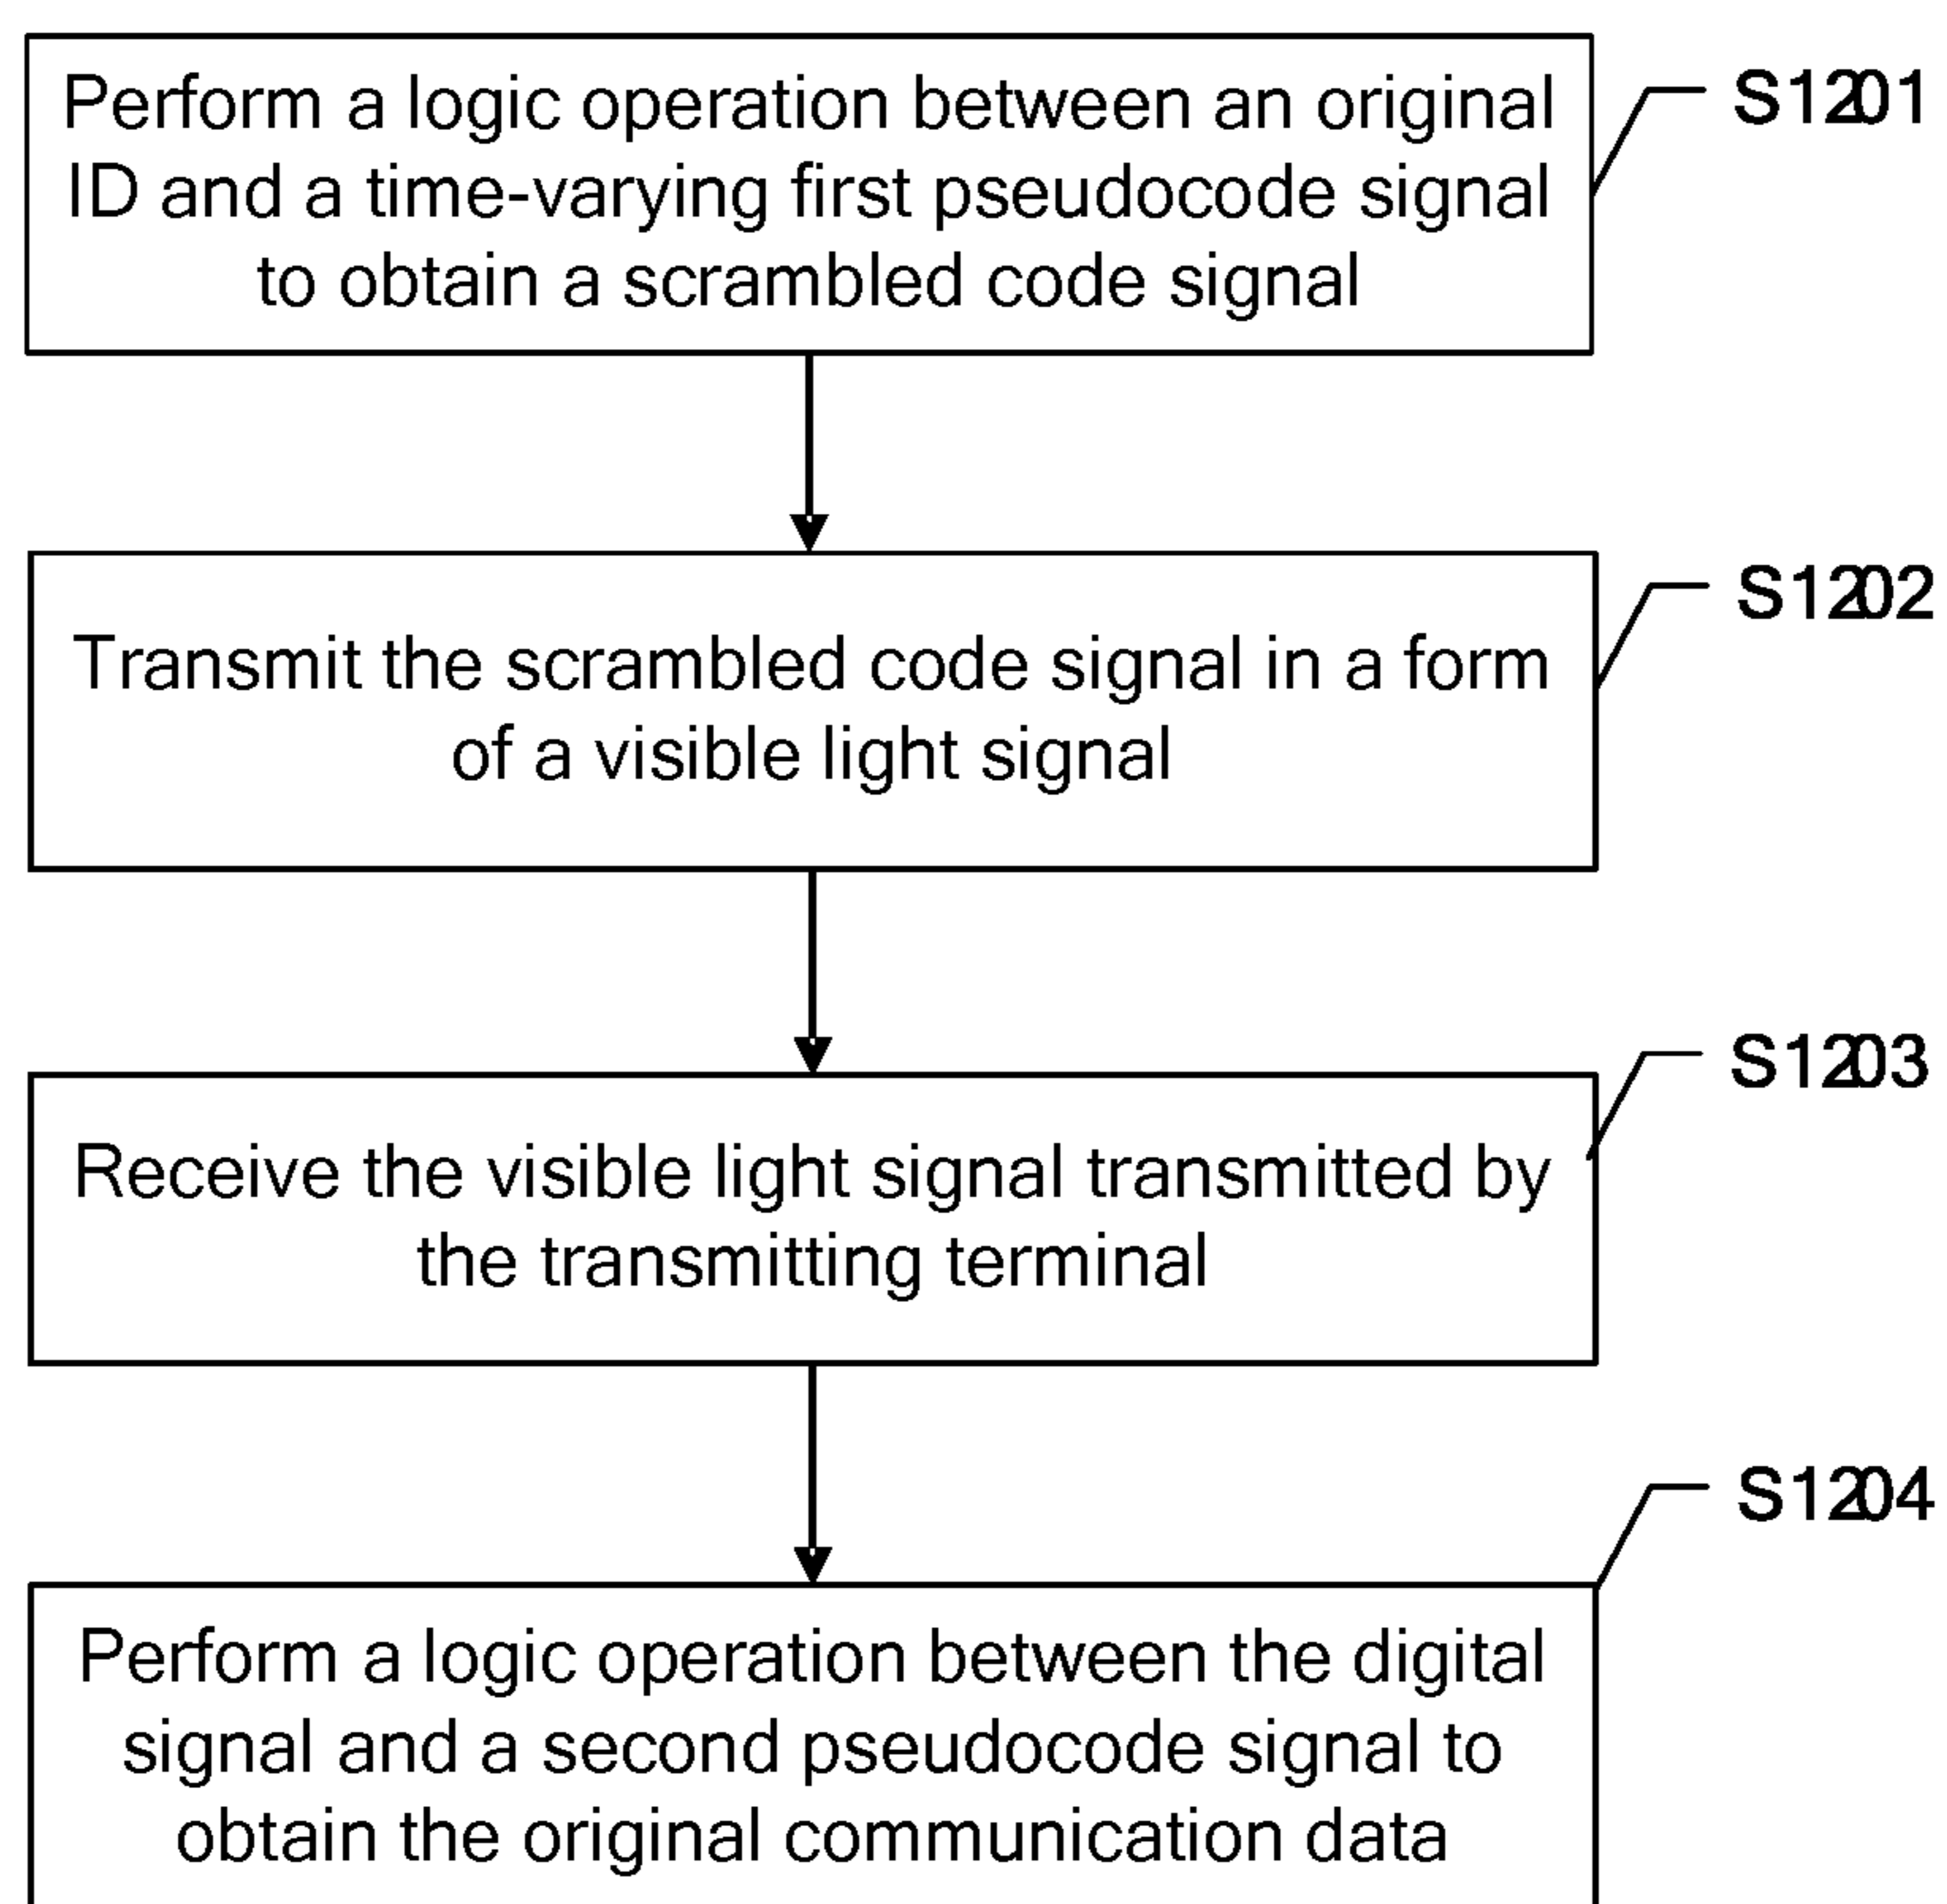 Perform a logic operation between an original
ID and a time-varying first pseudocode signal
to obtain a scrambled code signal
S1201
Transmit the scrambled code signal in a form
of a visible light signal
S1202
Receive the visible light signal transmitted by
the transmitting terminal
S1203
Perform a logic operation between the digital
signal and a second pseudocode signal to
obtain the original communication data
S1204